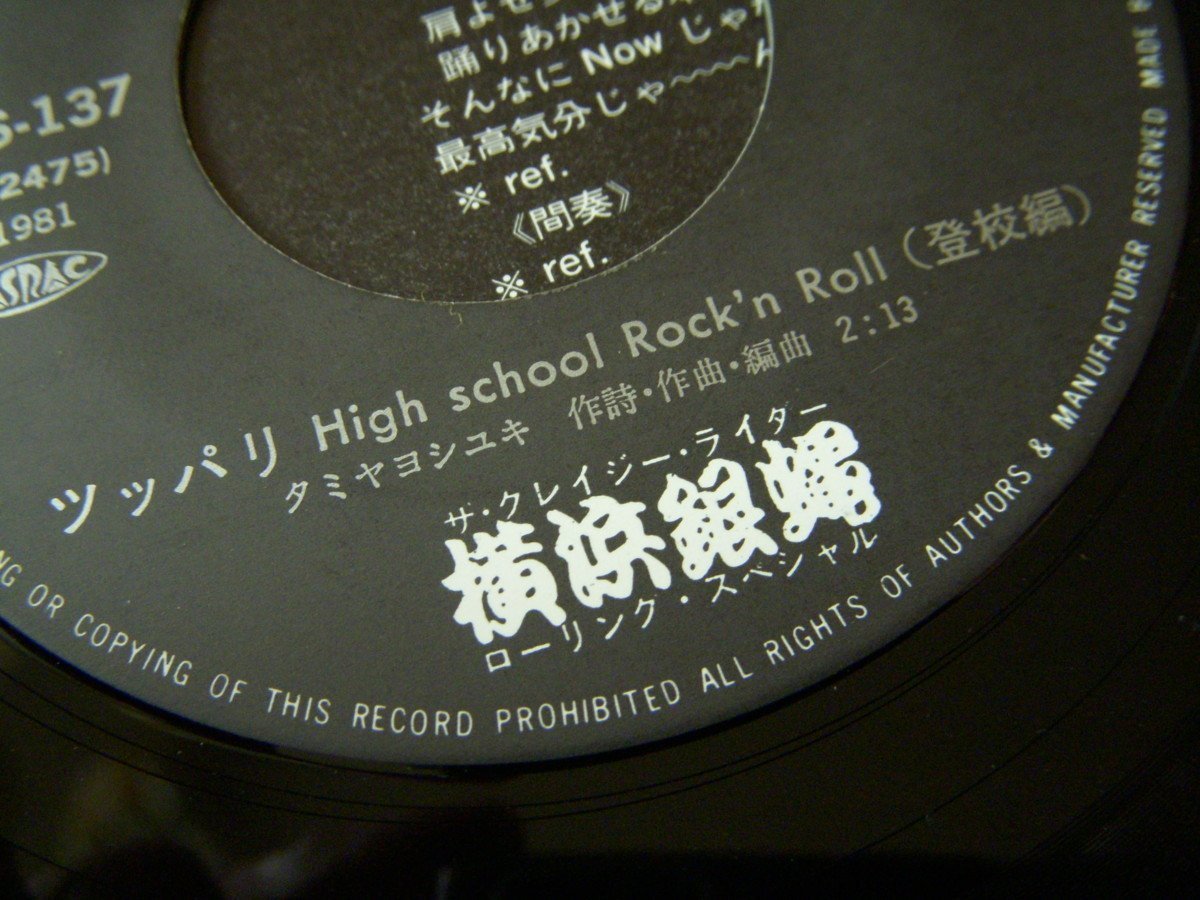 肩よせ
踊りあかせる
そんなに Now じゃ
最高気分じゃ〜〜〜ん
※ ref.
《間奏》
※ ref.
-137
2475)
1981
JASRAC
ツッパリ High school Rock'n Roll (登校編)
タミヤヨシユキ 作詩・作曲・編曲 2:13
ザ・クレイジー・ライダー
横浜銀蝿
ローリング・スペシャル
OR COPYING OF THIS RECORD PROHIBITED ALL RIGHTS OF AUTHORS & MANUFACTURER RESERVED MADE